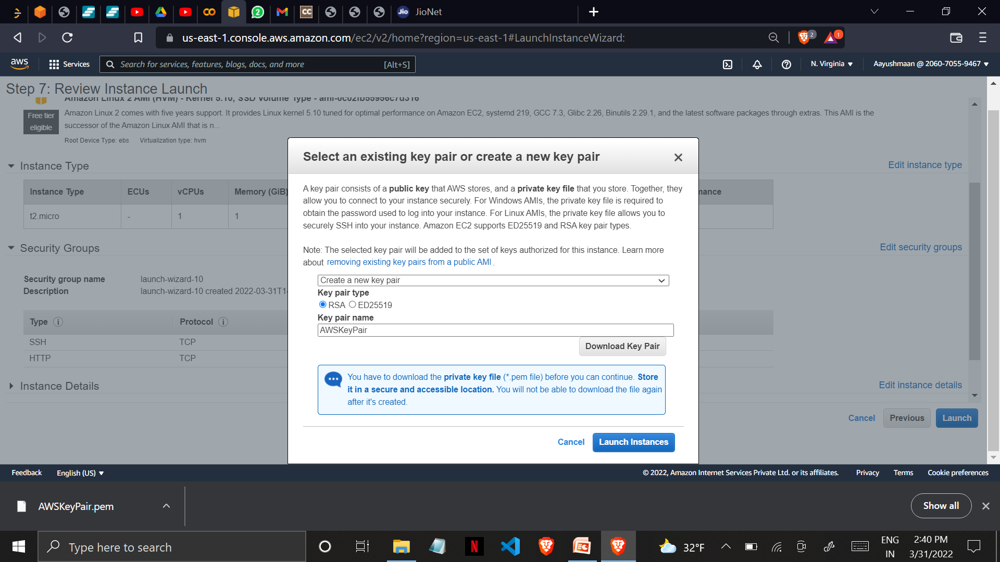 JioNet
us-east-1.console.aws.amazon.com/ec2/v2/home?region=us-east-1#LaunchInstanceWizard:
2
1
aws
Services
Search for services, features, blogs, docs, and more
[Alt+S]
N. Virginia
Aayushmaan @ 2060-7055-9467
Step 7: Review Instance Launch
Amazon Linux 2 AMI (HVM) - Kernel 5.10, SSD Volume Type - ami-0c02fb55956c7d316
Free tier
eligible
Amazon Linux 2 comes with five years support. It provides Linux kernel 5.10 tuned for optimal performance on Amazon EC2, systemd 219, GCC 7.3, Glibc 2.26, Binutils 2.29.1, and the latest software packages through extras. This AMI is the
successor of the Amazon Linux AMI that is n...
Root Device Type: ebs Virtualization type: hvm
Instance Type
Edit instance type
Instance Type ECUs vCPUs Memory (GiB) mance
t2.micro - 1 1
Security Groups
Edit security groups
Security group name launch-wizard-10
Description launch-wizard-10 created 2022-03-31T1
Type Protocol
SSH TCP
HTTP TCP
Instance Details
Edit instance details
Cancel Previous Launch
Select an existing key pair or create a new key pair
A key pair consists of a public key that AWS stores, and a private key file that you store. Together, they
allow you to connect to your instance securely. For Windows AMIs, the private key file is required to
obtain the password used to log into your instance. For Linux AMIs, the private key file allows you to
securely SSH into your instance. Amazon EC2 supports ED25519 and RSA key pair types.
Note: The selected key pair will be added to the set of keys authorized for this instance. Learn more
about removing existing key pairs from a public AMI .
Create a new key pair
Key pair type
RSA ED25519
Key pair name
AWSKeyPair
Download Key Pair
You have to download the private key file (*.pem file) before you can continue. Store
it in a secure and accessible location. You will not be able to download the file again
after it's created.
Cancel Launch Instances
Feedback English (US)
© 2022, Amazon Internet Services Private Ltd. or its affiliates. Privacy Terms Cookie preferences
AWSKeyPair.pem
Show all
Type here to search
32°F
ENG
IN
2:40 PM
3/31/2022